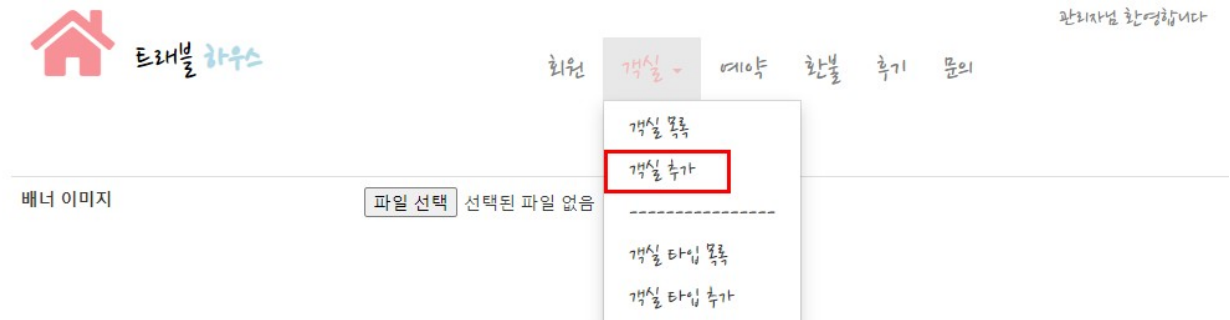 관리자님 환영합니다
트래블 하우스
회원 객실 예약 환불 후기 문의
객실 목록
객실 추가
배너 이미지 파일 선택 선택된 파일 없음
----------------
객실 타입 목록
객실 타입 추가